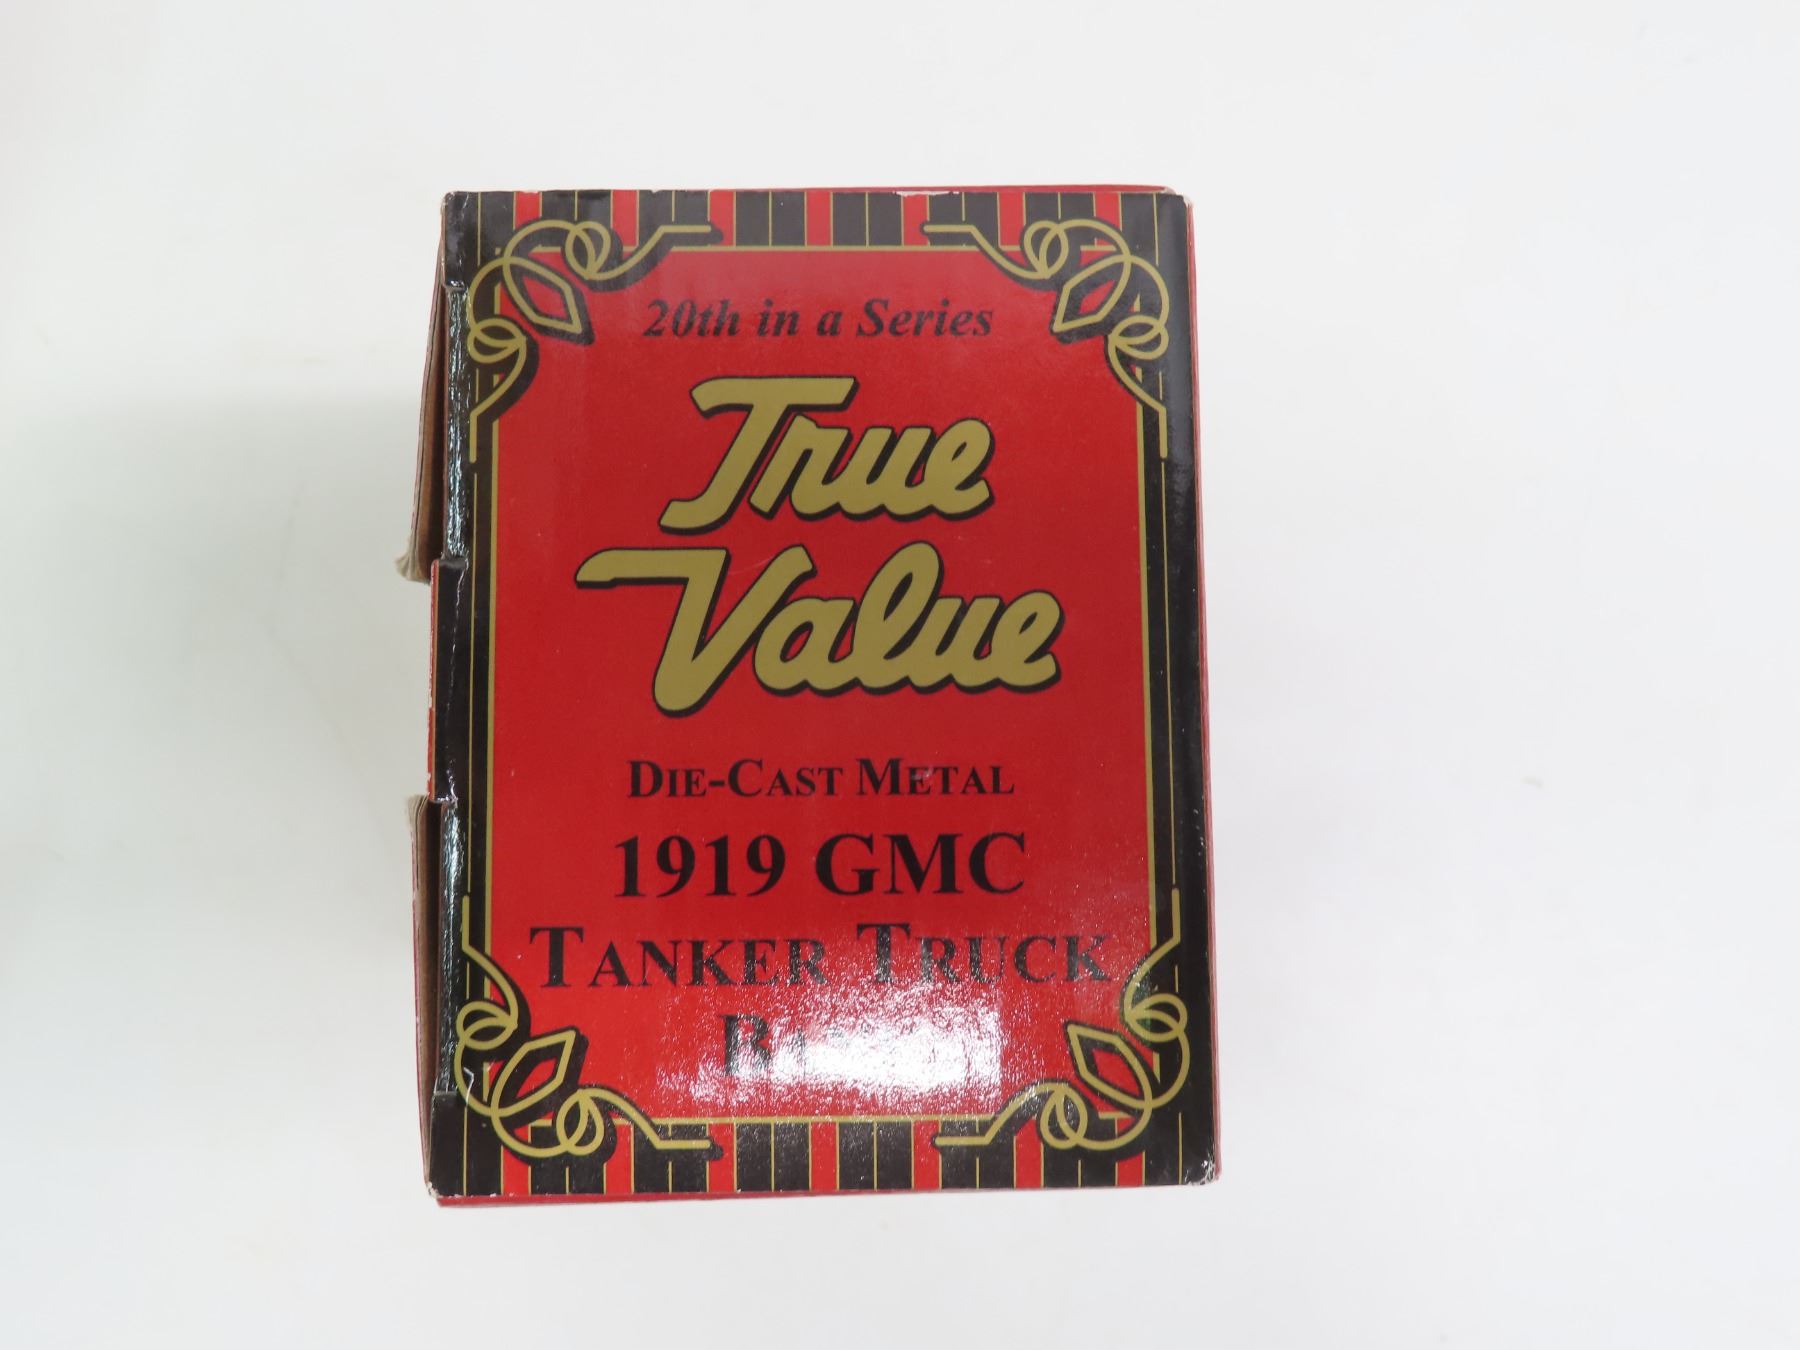 20th in a Series
True
Value
DIE-CAST METAL
1919 GMC
TANKER TRUCK